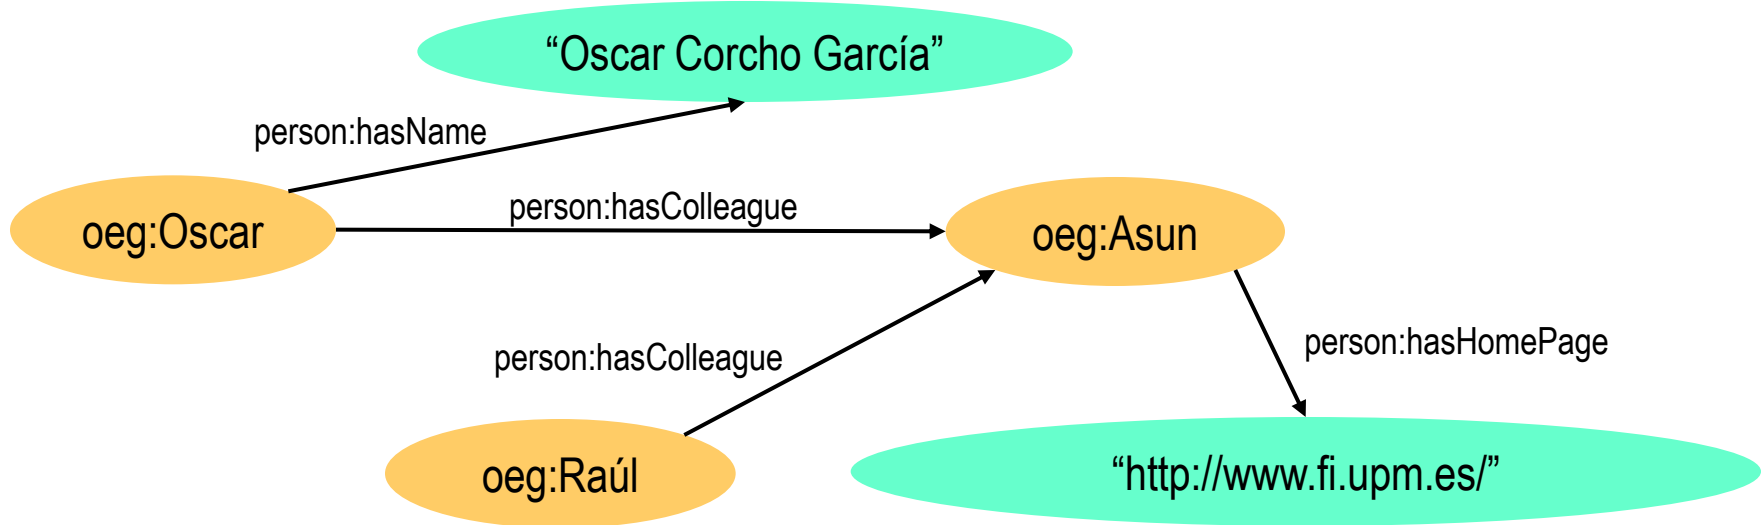 “Oscar Corcho García”
person:hasName
person:hasColleague
oeg:Oscar
oeg:Asun
person:hasColleague
person:hasHomePage
oeg:Raúl
“http://www.fi.upm.es/”